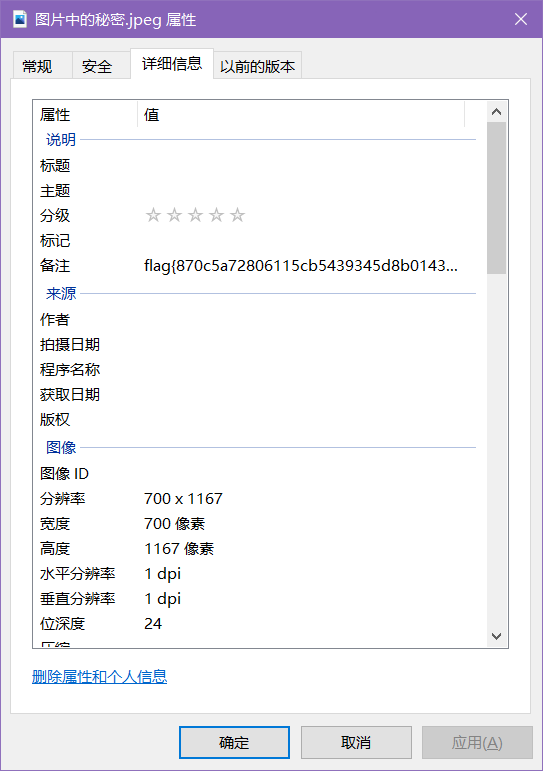 图片中的秘密.jpeg 属性
常规 安全 详细信息 以前的版本
属性 值
说明
标题
主题
分级
标记
备注 flag{870c5a72806115cb5439345d8b0143...
来源
作者
拍摄日期
程序名称
获取日期
版权
图像
图像 ID
分辨率 700 x 1167
宽度 700 像素
高度 1167 像素
水平分辨率 1 dpi
垂直分辨率 1 dpi
位深度 24
删除属性和个人信息
确定 取消 应用(A)